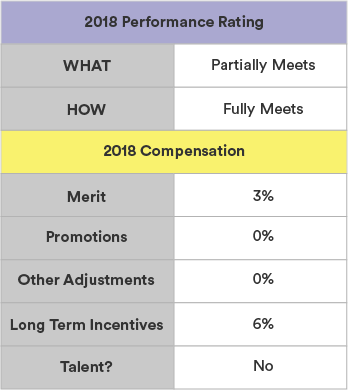 2018 Performance Rating
WHAT Partially Meets
HOW Fully Meets
2018 Compensation
Merit 3%
Promotions 0%
Other Adjustments 0%
Long Term Incentives 6%
Talent? No